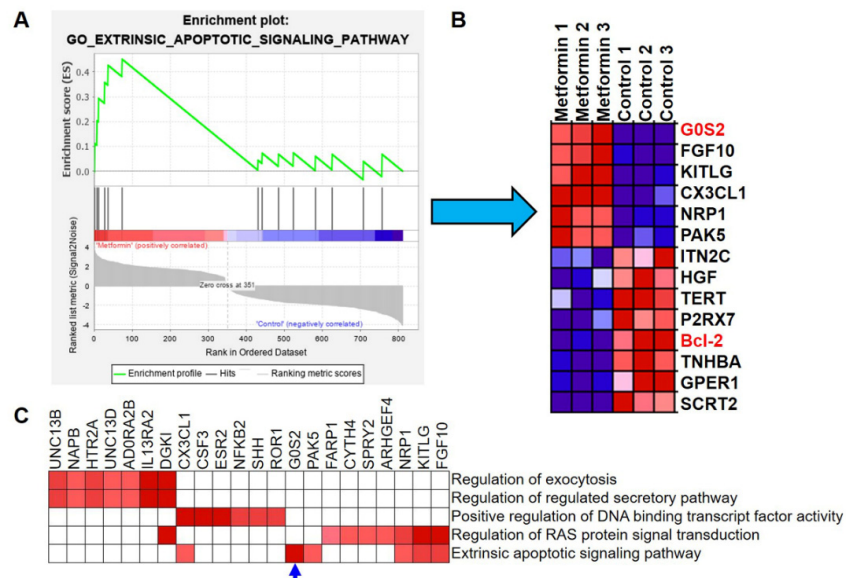 A
Enrichment plot:
GO_EXTRINSIC_APOPTOTIC_SIGNALING_PATHWAY
Enrichment score (ES)
0.4
0.3
0.2
0.1
0.0
'Metformin' (positively correlated)
Ranked list metric (Signal2Noise)
4
2
0
-2
-4
Zero cross at 351
'Control' (negatively correlated)
0 100 200 300 400 500 600 700 800
Rank in Ordered Dataset
Enrichment profile Hits Ranking metric scores
B
Metformin 1
Metformin 2
Metformin 3
Control 1
Control 2
Control 3
G0S2
FGF10
KITLG
CX3CL1
NRP1
PAK5
ITN2C
HGF
TERT
P2RX7
Bcl-2
TNHBA
GPER1
SCRT2
C
UNC13B
NAPB
HTR2A
UNC13D
ADORA2B
IL13RA2
DGKI
CX3CL1
CSF3
ESR2
NFKB2
SHH
ROR1
G0S2
PAK5
FARP1
CYTH4
SPRY2
ARHGEF4
NRP1
KITLG
FGF10
Regulation of exocytosis
Regulation of regulated secretory pathway
Positive regulation of DNA binding transcript factor activity
Regulation of RAS protein signal transduction
Extrinsic apoptotic signaling pathway